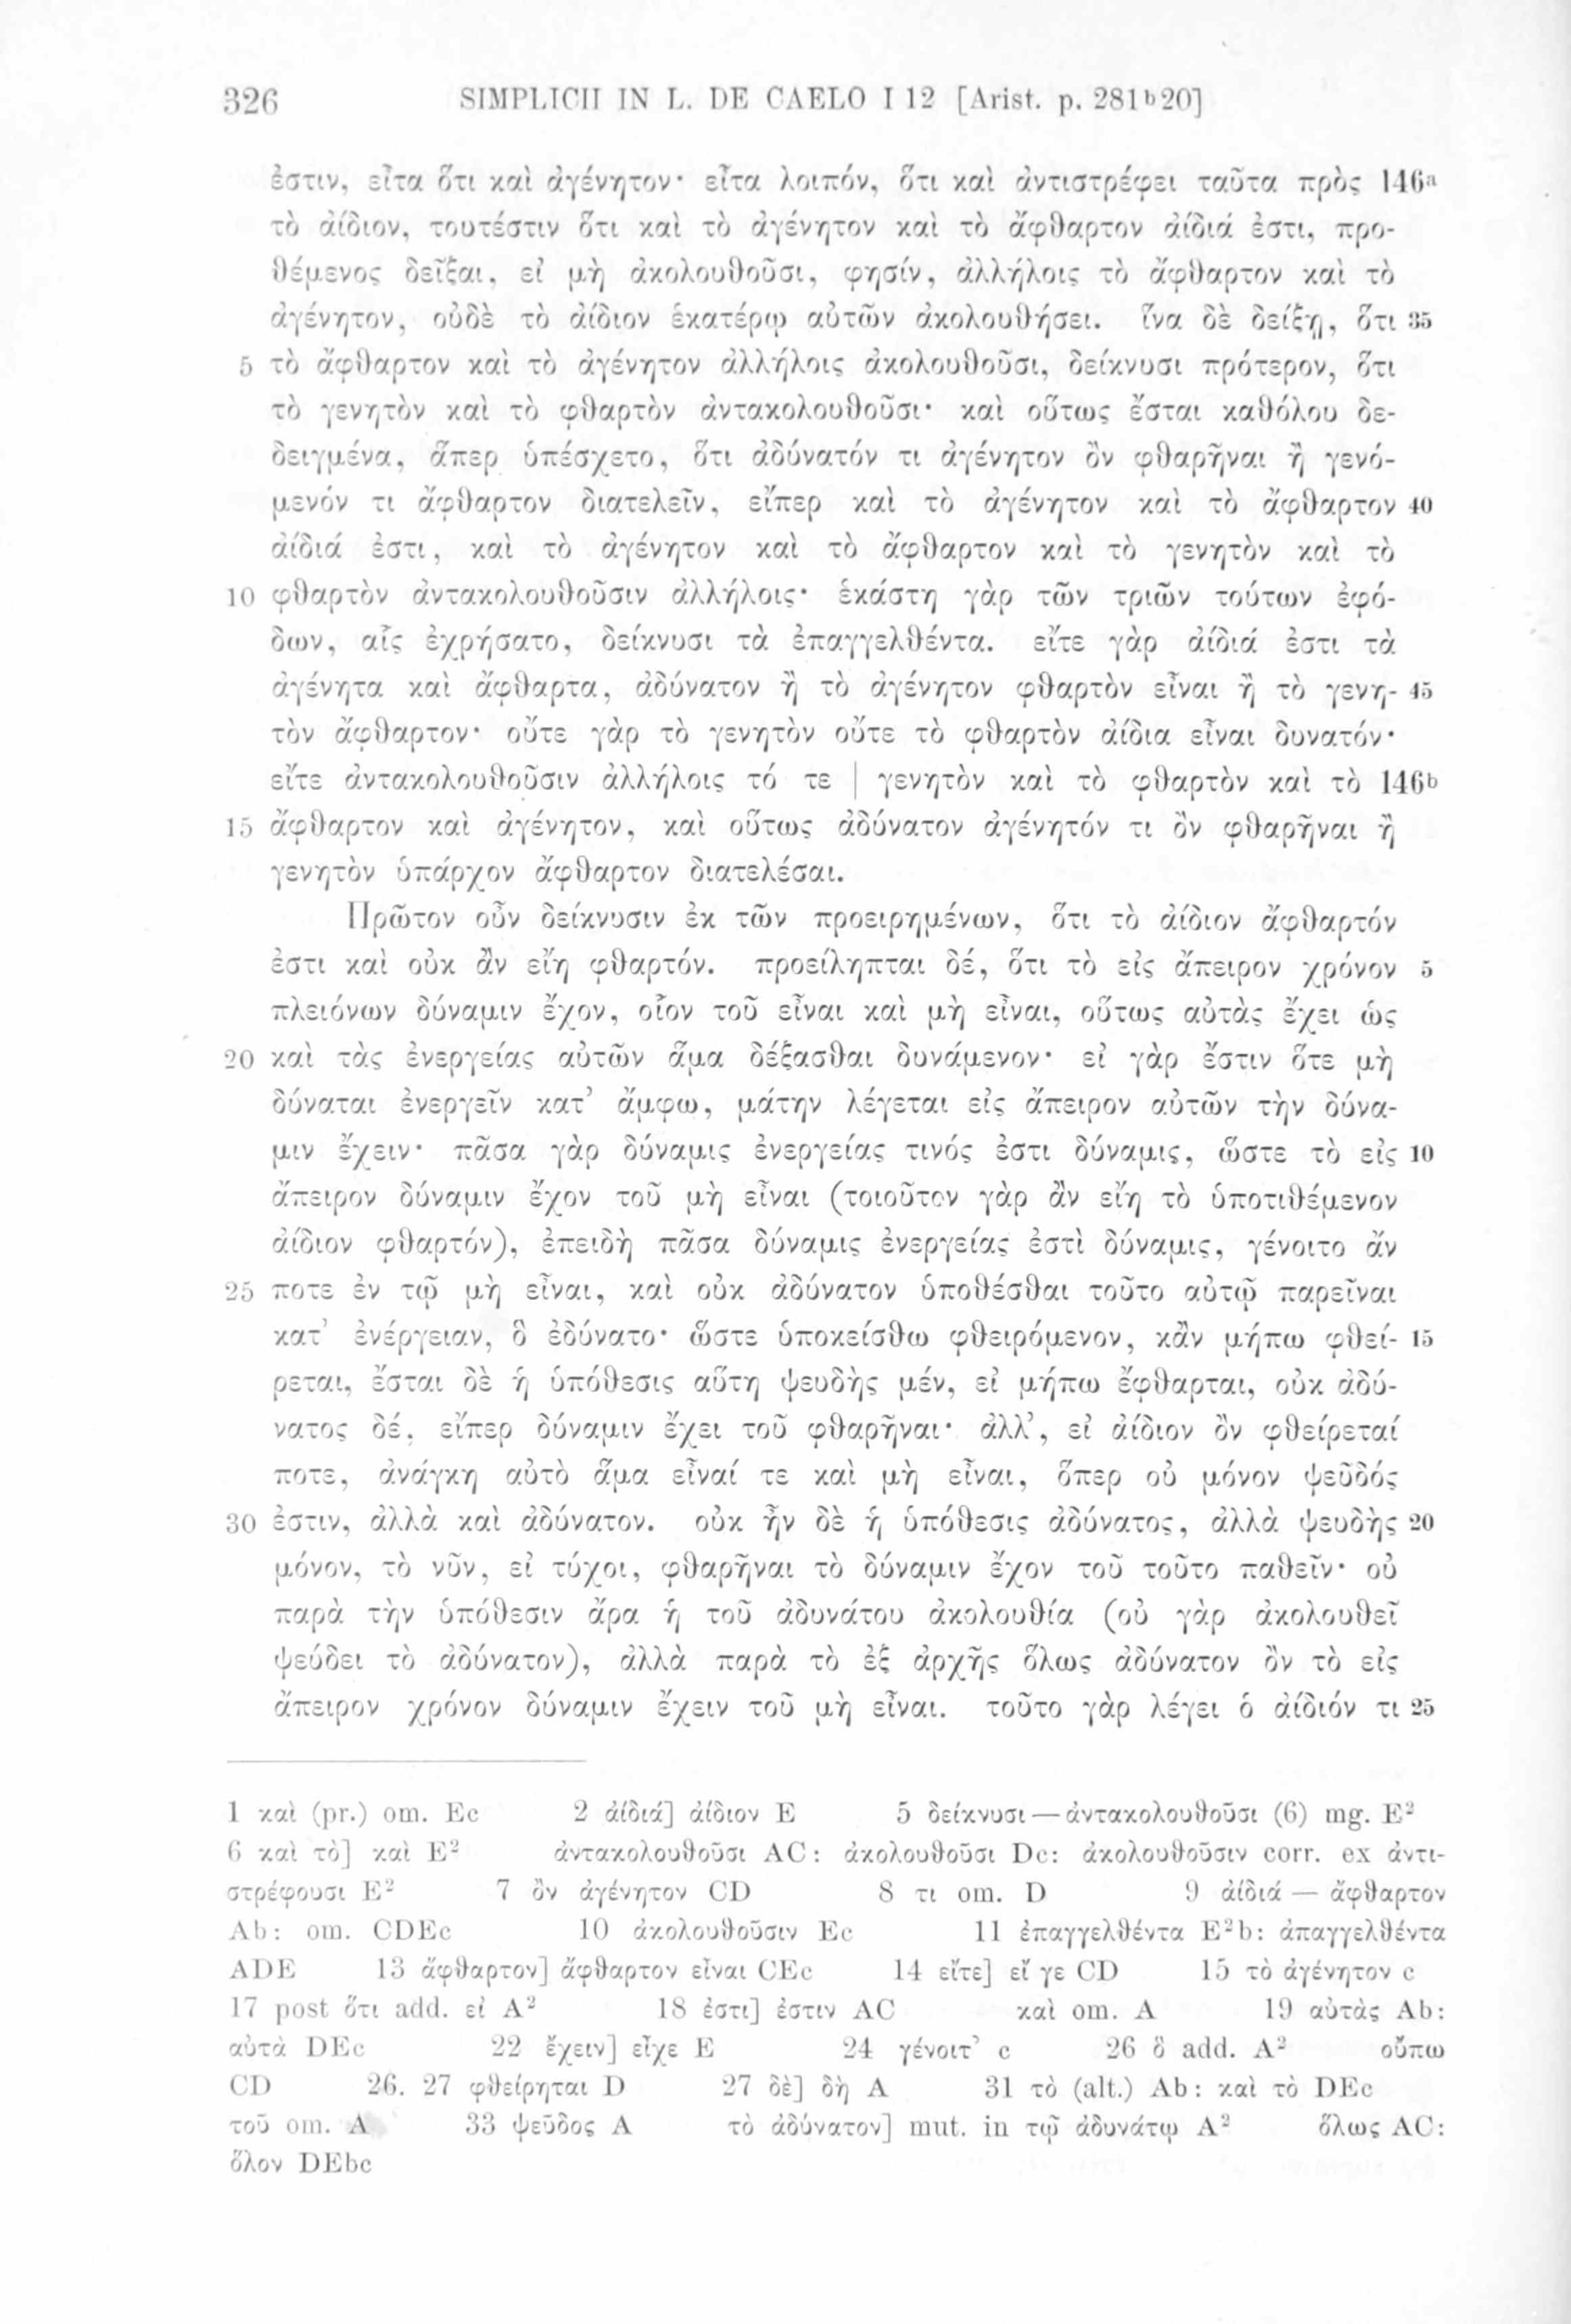 326 SIMPLICII IN L. DE CAELO I 12 [Arist. p. 281ᵇ20]
ἐστιν, εἶτα ὅτι καὶ ἀγένητον· εἶτα λοιπόν, ὅτι καὶ ἀντιστρέφει ταῦτα πρὸς 146ᵃ
τὸ ἀίδιον, τουτέστιν ὅτι καὶ τὸ ἀγένητον καὶ τὸ ἄφθαρτον ἀίδιά ἐστι, προ-
θέμενος δεῖξαι, εἰ μὴ ἀκολουθοῦσι, φησίν, ἀλλήλοις τὸ ἄφθαρτον καὶ τὸ
ἀγένητον, οὐδὲ τὸ ἀίδιον ἑκατέρῳ αὐτῶν ἀκολουθήσει. ἵνα δὲ δείξῃ, ὅτι 35
5 τὸ ἄφθαρτον καὶ τὸ ἀγένητον ἀλλήλοις ἀκολουθοῦσι, δείκνυσι πρότερον, ὅτι
τὸ γενητὸν καὶ τὸ φθαρτὸν ἀντακολουθοῦσι· καὶ οὕτως ἔσται καθόλου δε-
δειγμένα, ἅπερ ὑπέσχετο, ὅτι ἀδύνατόν τι ἀγένητον ὂν φθαρῆναι ἢ γενό-
μενόν τι ἄφθαρτον διατελεῖν, εἴπερ καὶ τὸ ἀγένητον καὶ τὸ ἄφθαρτον 40
ἀίδιά ἐστι, καὶ τὸ ἀγένητον καὶ τὸ ἄφθαρτον καὶ τὸ γενητὸν καὶ τὸ
10 φθαρτὸν ἀντακολουθοῦσιν ἀλλήλοις· ἑκάστη γὰρ τῶν τριῶν τούτων ἐφό-
δων, αἷς ἐχρήσατο, δείκνυσι τὰ ἐπαγγελθέντα. εἴτε γὰρ ἀίδιά ἐστι τὰ
ἀγένητα καὶ ἄφθαρτα, ἀδύνατον ἢ τὸ ἀγένητον φθαρτὸν εἶναι ἢ τὸ γενη- 45
τὸν ἄφθαρτον· οὔτε γὰρ τὸ γενητὸν οὔτε τὸ φθαρτὸν ἀίδια εἶναι δυνατόν·
εἴτε ἀντακολουθοῦσιν ἀλλήλοις τό τε | γενητὸν καὶ τὸ φθαρτὸν καὶ τὸ 146ᵇ
15 ἄφθαρτον καὶ ἀγένητον, καὶ οὕτως ἀδύνατον ἀγένητόν τι ὂν φθαρῆναι ἢ
γενητὸν ὑπάρχον ἄφθαρτον διατελέσαι.
Πρῶτον οὖν δείκνυσιν ἐκ τῶν προειρημένων, ὅτι τὸ ἀίδιον ἄφθαρτόν
ἐστι καὶ οὐκ ἂν εἴη φθαρτόν. προείληπται δέ, ὅτι τὸ εἰς ἄπειρον χρόνον 5
πλειόνων δύναμιν ἔχον, οἷον τοῦ εἶναι καὶ μὴ εἶναι, οὕτως αὐτὰς ἔχει ὡς
20 καὶ τὰς ἐνεργείας αὐτῶν ἅμα δέξασθαι δυνάμενον· εἰ γὰρ ἔστιν ὅτε μὴ
δύναται ἐνεργεῖν κατ’ ἄμφω, μάτην λέγεται εἰς ἄπειρον αὐτῶν τὴν δύνα-
μιν ἔχειν· πᾶσα γὰρ δύναμις ἐνεργείας τινός ἐστι δύναμις, ὥστε τὸ εἰς 10
ἄπειρον δύναμιν ἔχον τοῦ μὴ εἶναι (τοιοῦτον γὰρ ἂν εἴη τὸ ὑποτιθέμενον
ἀίδιον φθαρτόν), ἐπειδὴ πᾶσα δύναμις ἐνεργείας ἐστὶ δύναμις, γένοιτο ἄν
25 ποτε ἐν τῷ μὴ εἶναι, καὶ οὐκ ἀδύνατον ὑποθέσθαι τοῦτο αὐτῷ παρεῖναι
κατ’ ἐνέργειαν, ὃ ἐδύνατο· ὥστε ὑποκείσθω φθειρόμενον, κἂν μήπω φθεί- 15
ρεται, ἔσται δὲ ἡ ὑπόθεσις αὕτη ψευδὴς μέν, εἰ μήπω ἔφθαρται, οὐκ ἀδύ-
νατος δέ, εἴπερ δύναμιν ἔχει τοῦ φθαρῆναι· ἀλλ’, εἰ ἀίδιον ὂν φθείρεταί
ποτε, ἀνάγκη αὐτὸ ἅμα εἶναί τε καὶ μὴ εἶναι, ὅπερ οὐ μόνον ψεῦδός
30 ἐστιν, ἀλλὰ καὶ ἀδύνατον. οὐκ ἦν δὲ ἡ ὑπόθεσις ἀδύνατος, ἀλλὰ ψευδὴς 20
μόνον, τὸ νῦν, εἰ τύχοι, φθαρῆναι τὸ δύναμιν ἔχον τοῦ τοῦτο παθεῖν· οὐ
παρὰ τὴν ὑπόθεσιν ἄρα ἡ τοῦ ἀδυνάτου ἀκολουθία (οὐ γὰρ ἀκολουθεῖ
ψεύδει τὸ ἀδύνατον), ἀλλὰ παρὰ τὸ ἐξ ἀρχῆς ὅλως ἀδύνατον ὂν τὸ εἰς
ἄπειρον χρόνον δύναμιν ἔχειν τοῦ μὴ εἶναι. τοῦτο γὰρ λέγει ὁ ἀίδιόν τι 25
1 καὶ (pr.) om. Ec 2 ἀίδιά] ἀίδιον E 5 δείκνυσι — ἀντακολουθοῦσι (6) mg. E²
6 καὶ τὸ] καὶ E² ἀντακολουθοῦσι AC: ἀκολουθοῦσι Dc: ἀκολουθοῦσιν corr. ex ἀντι-
στρέφουσι E² 7 ὂν ἀγένητον CD 8 τι om. D 9 ἀίδιά — ἄφθαρτον
Ab: om. CDEc 10 ἀκολουθοῦσιν Ec 11 ἐπαγγελθέντα E²b: ἀπαγγελθέντα
ADE 13 ἄφθαρτον] ἄφθαρτον εἶναι CEc 14 εἴτε] εἴ γε CD 15 τὸ ἀγένητον c
17 post ὅτι add. εἰ A² 18 ἐστι] ἐστιν AC καὶ om. A 19 αὐτὰς Ab:
αὐτὰ DEc 22 ἔχειν] εἶχε E 24 γένοιτ’ c 26 ὃ add. A² οὔπω
CD 26. 27 φθείρηται D 27 δὲ] δὴ A 31 τὸ (alt.) Ab: καὶ τὸ DEc
τοῦ om. A 33 ψεῦδος A τὸ ἀδύνατον] mut. in τῷ ἀδυνάτῳ A² ὅλως AC:
ὅλον DEbc